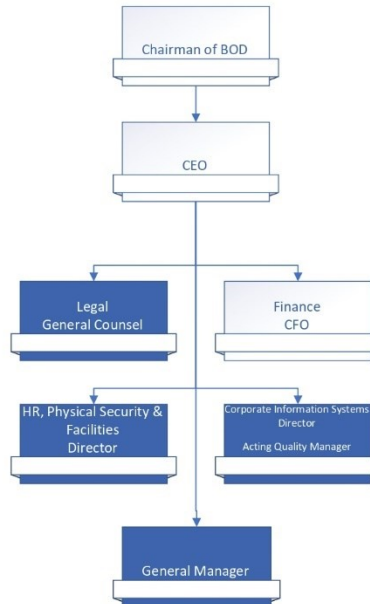 Chairman of BOD
CEO
Legal
General Counsel
Finance
CFO
HR, Physical Security &
Facilities
Director
Corporate Information Systems
Director
Acting Quality Manager
General Manager